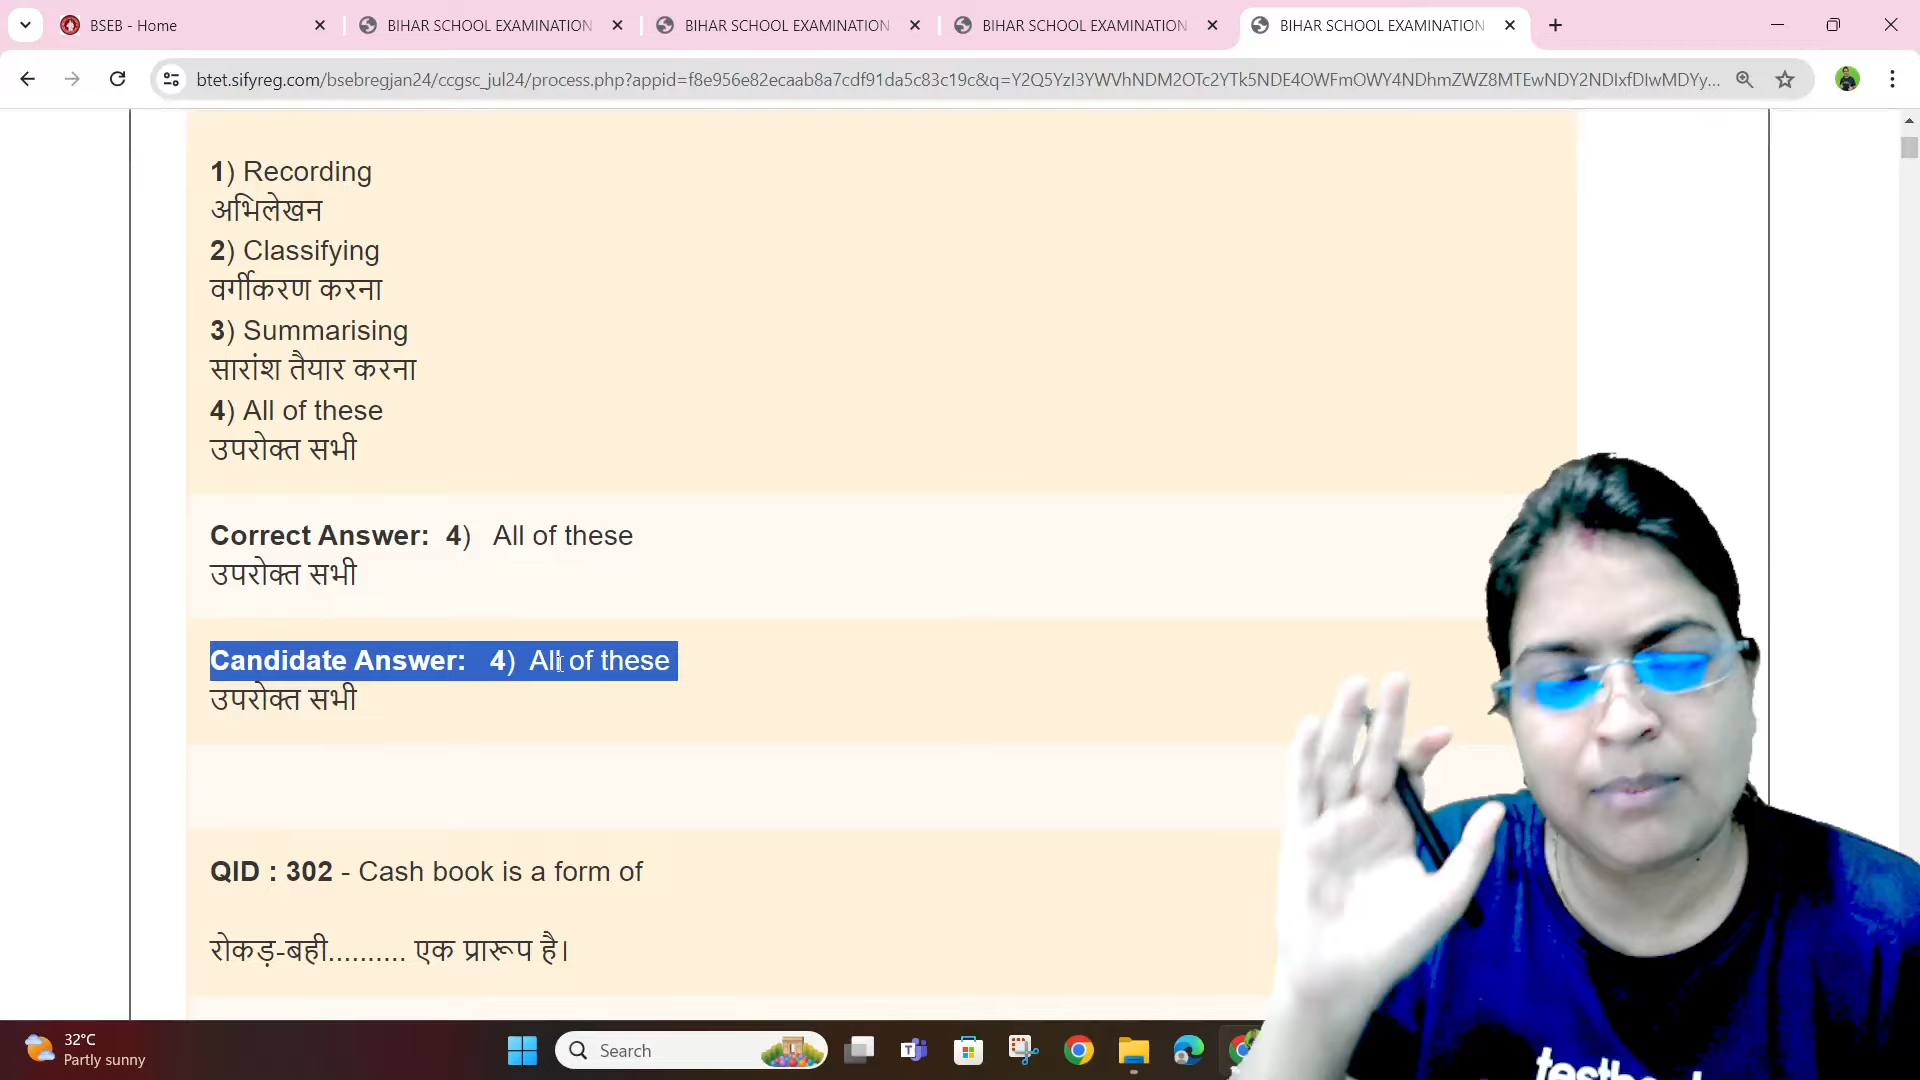 BSEB - Home
BIHAR SCHOOL EXAMINATION
BIHAR SCHOOL EXAMINATION
BIHAR SCHOOL EXAMINATION
BIHAR SCHOOL EXAMINATION
btet.sifyreg.com/bsebregjan24/ccgsc_jul24/process.php?appid=f8e956e82ecaab8a7cdf91da5c83c19c&q=Y2Q5YzI3YWVhNDM2OTc2YTk5NDE4OWFmOWY4NDhmZWZ8MTEwNDY2NDIxfDIwMDYy...
1) Recording
अभिलेखन
2) Classifying
वर्गीकरण करना
3) Summarising
सारांश तैयार करना
4) All of these
उपरोक्त सभी
Correct Answer: 4) All of these
उपरोक्त सभी
Candidate Answer: 4) All of these
उपरोक्त सभी
QID : 302 - Cash book is a form of
रोकड़-बही.......... एक प्रारूप है।
32°C
Partly sunny
Search